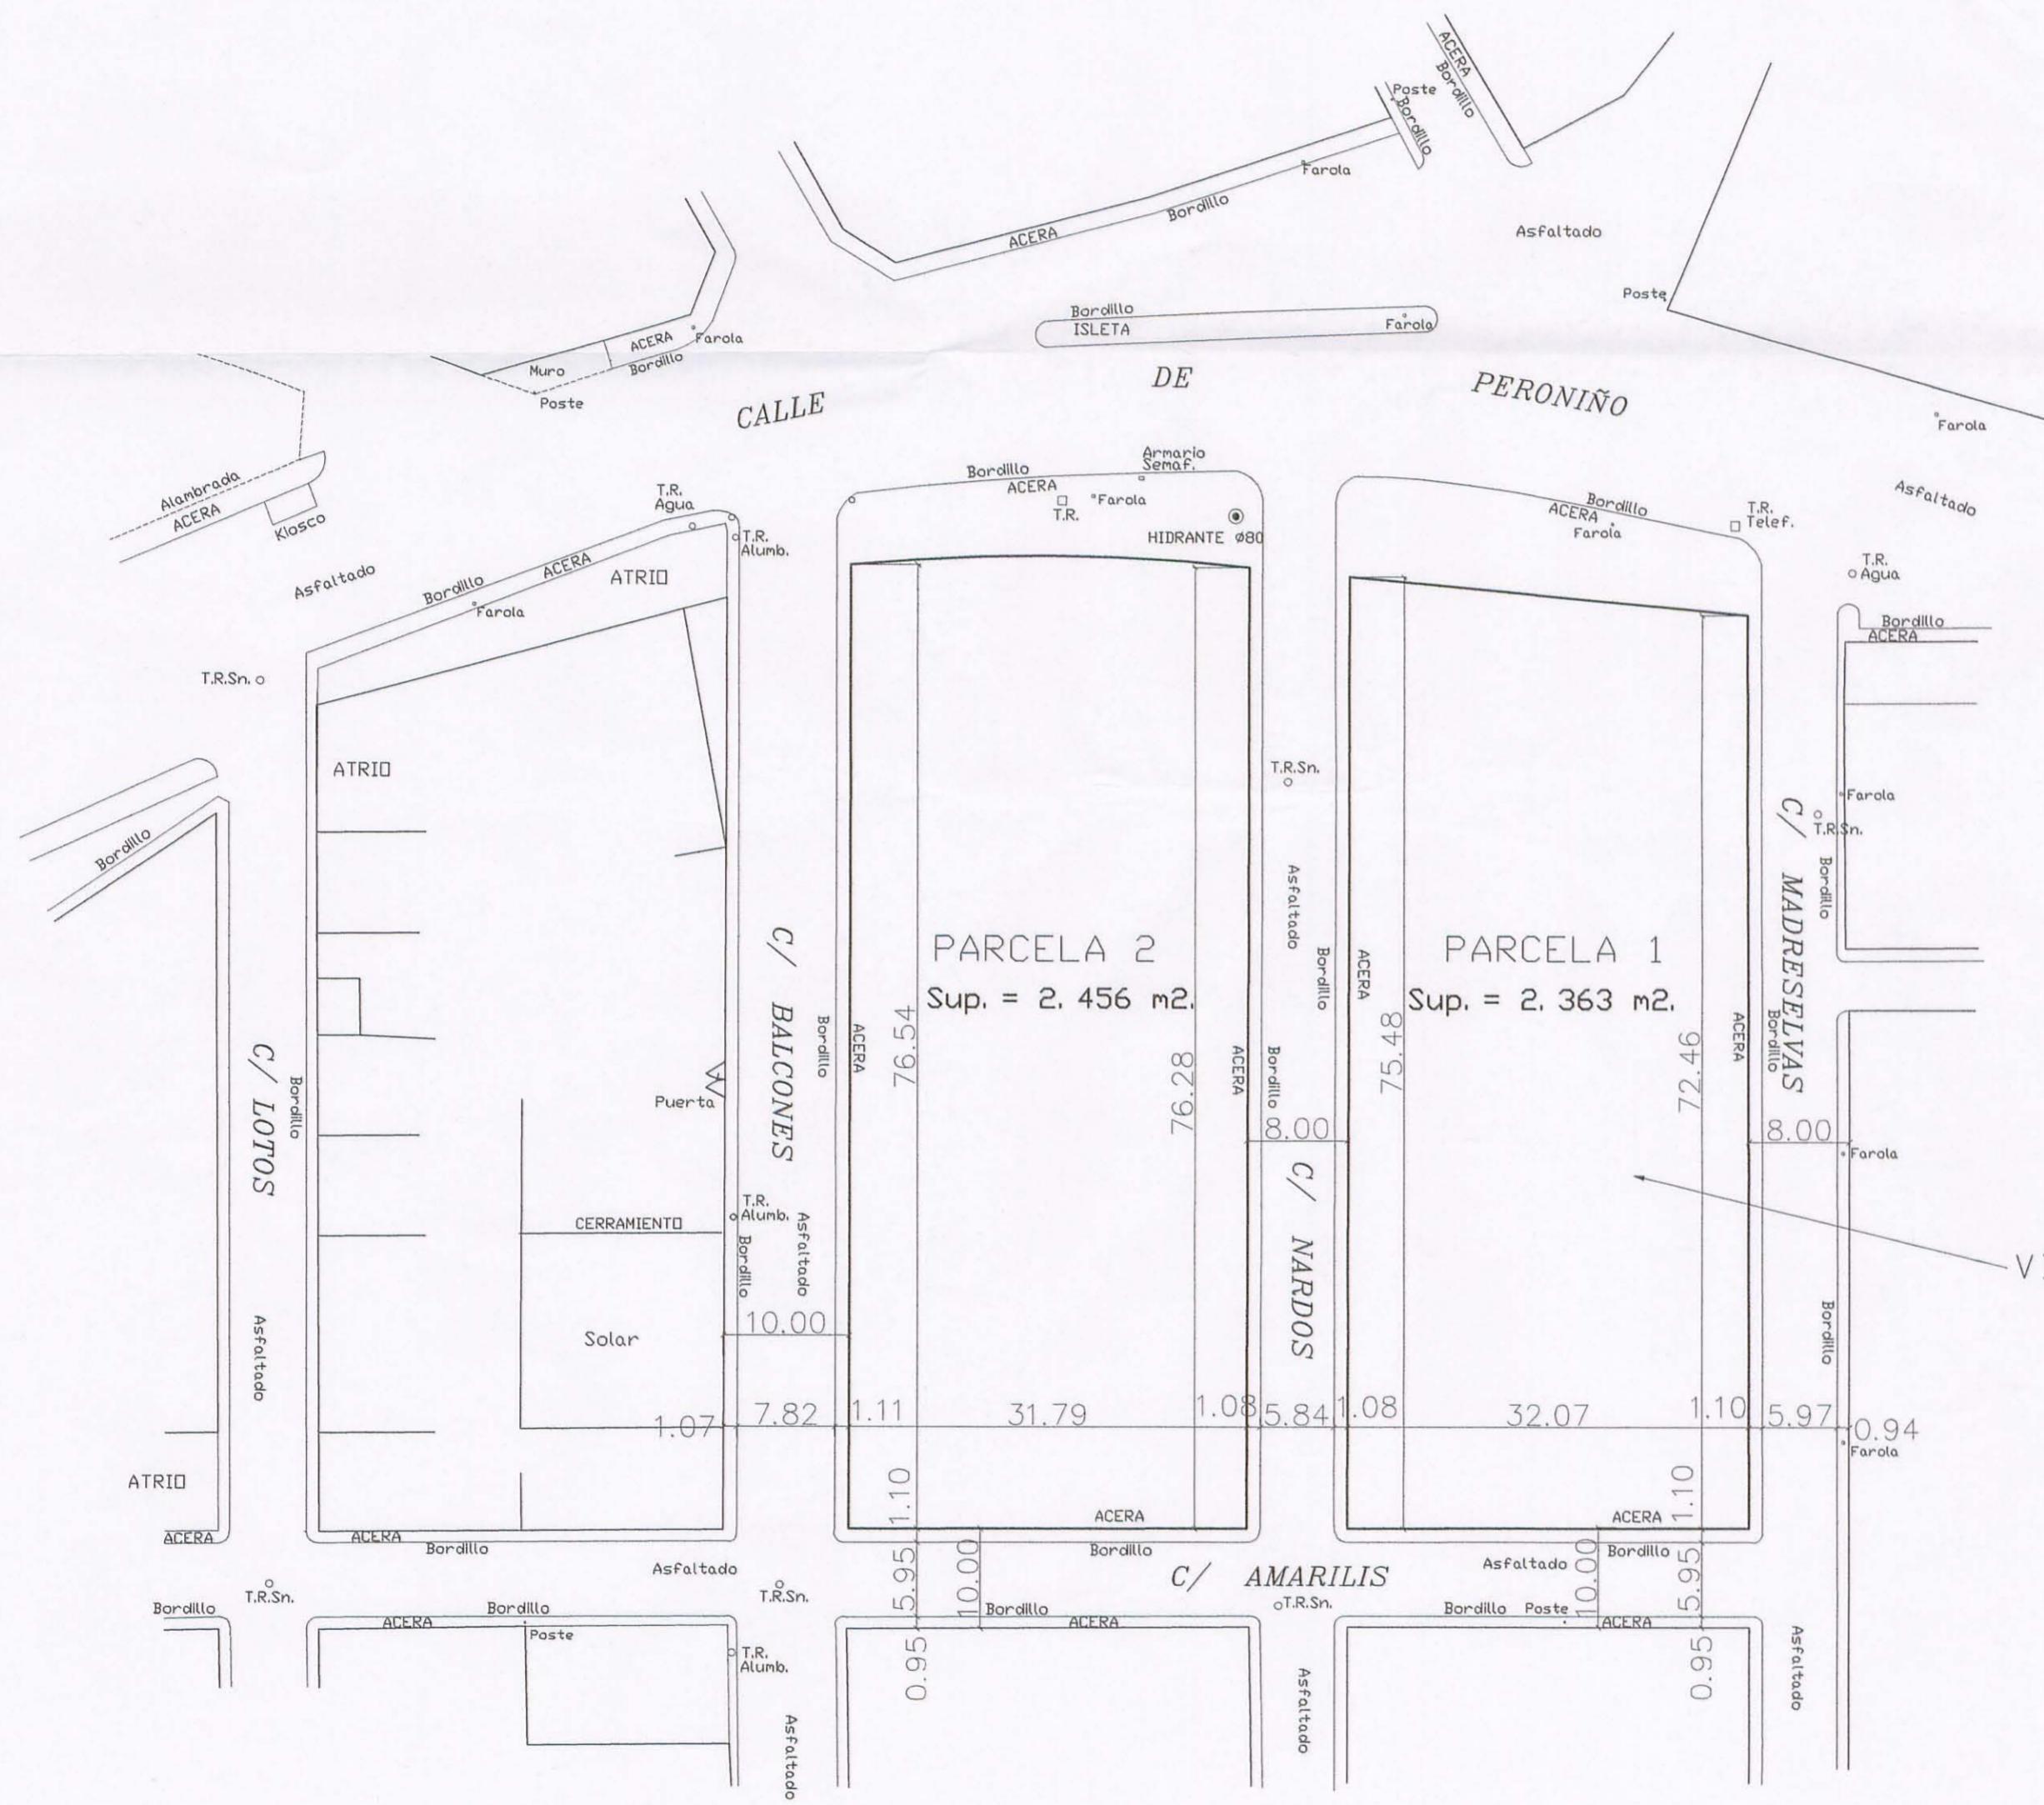 ACERA
Bordillo
Poste
Bordillo
Farola
Bordillo
ACERA
Asfaltado
Poste
Bordillo
ISLETA
Farola
ACERA
Farola
Bordillo
Muro
Poste
CALLE DE PERONIÑO
Farola
Alambrada
ACERA
Kiosco
Asfaltado
T.R.
Agua
T.R.
Alumb.
Bordillo
ACERA
ATRIO
Farola
Bordillo
ACERA
Armario
Semaf.
Farola
T.R.
HIDRANTE Ø80
Bordillo
ACERA
Farola
T.R.
Telef.
Asfaltado
T.R.
Agua
Bordillo
ACERA
T.R.Sn.
ATRIO
Bordillo
T.R.Sn.
Farola
T.R.Sn.
C/ MADRESELVAS
Bordillo
Asfaltado
Bordillo
ACERA
PARCELA 2
Sup. = 2. 456 m2.
PARCELA 1
Sup. = 2. 363 m2.
C/ BALCONES
Bordillo
ACERA
76.54
76.28
ACERA
Bordillo
75.48
72.46
ACERA
Bordillo
C/ LOTOS
Bordillo
Puerta
8.00
8.00
Farola
C/ NARDOS
V
T.R.
Alumb.
CERRAMIENTO
Bordillo
Asfaltado
Solar
10.00
Asfaltado
Bordillo
1.07
7.82
1.11
31.79
1.08
5.84
1.08
32.07
1.10
5.97
0.94
Farola
ATRIO
1.10
1.10
ACERA
ACERA
ACERA
ACERA
Bordillo
Bordillo
Bordillo
Asfaltado
C/ AMARILIS
Asfaltado
5.95
10.00
10.00
5.95
T.R.Sn.
T.R.Sn.
T.R.Sn.
Bordillo
Bordillo
ACERA
Poste
Bordillo
ACERA
Bordillo
Poste
ACERA
T.R.
Alumb.
0.95
0.95
Asfaltado
Asfaltado
Asfaltado